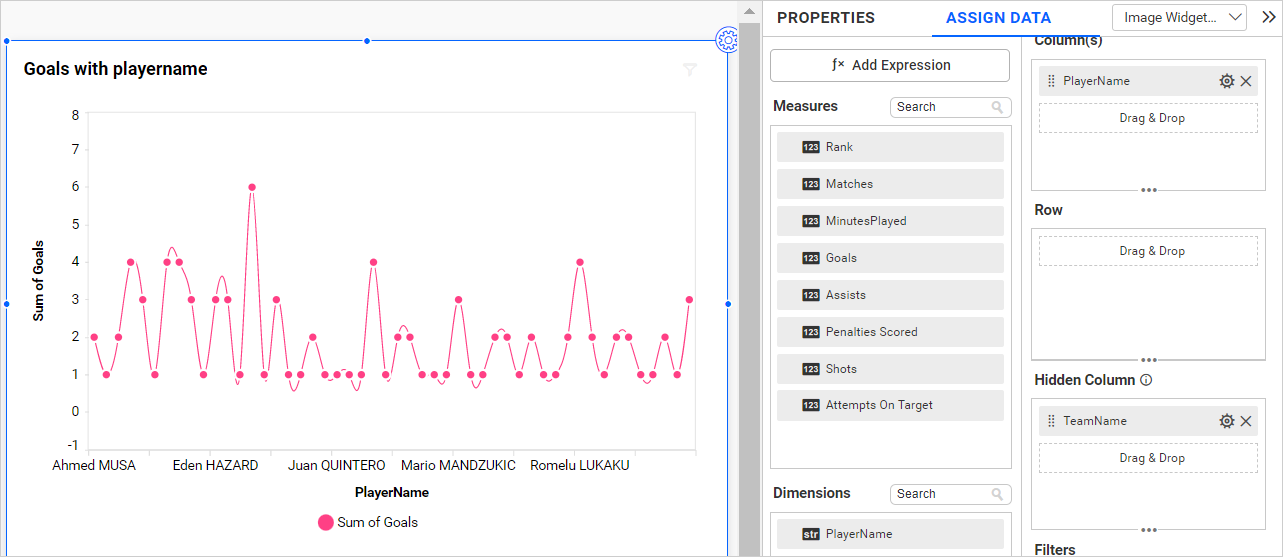 PROPERTIES
ASSIGN DATA
Image Widget...
Goals with playername
8
7
6
5
4
3
2
1
0
-1
Sum of Goals
Ahmed MUSA
Eden HAZARD
Juan QUINTERO
Mario MANDZUKIC
Romelu LUKAKU
PlayerName
Sum of Goals
ƒx Add Expression
Measures
Search
123 Rank
123 Matches
123 MinutesPlayed
123 Goals
123 Assists
123 Penalties Scored
123 Shots
123 Attempts On Target
Dimensions
Search
str PlayerName
Column(s)
PlayerName
Drag & Drop
Row
Drag & Drop
Hidden Column
TeamName
Drag & Drop
Filters